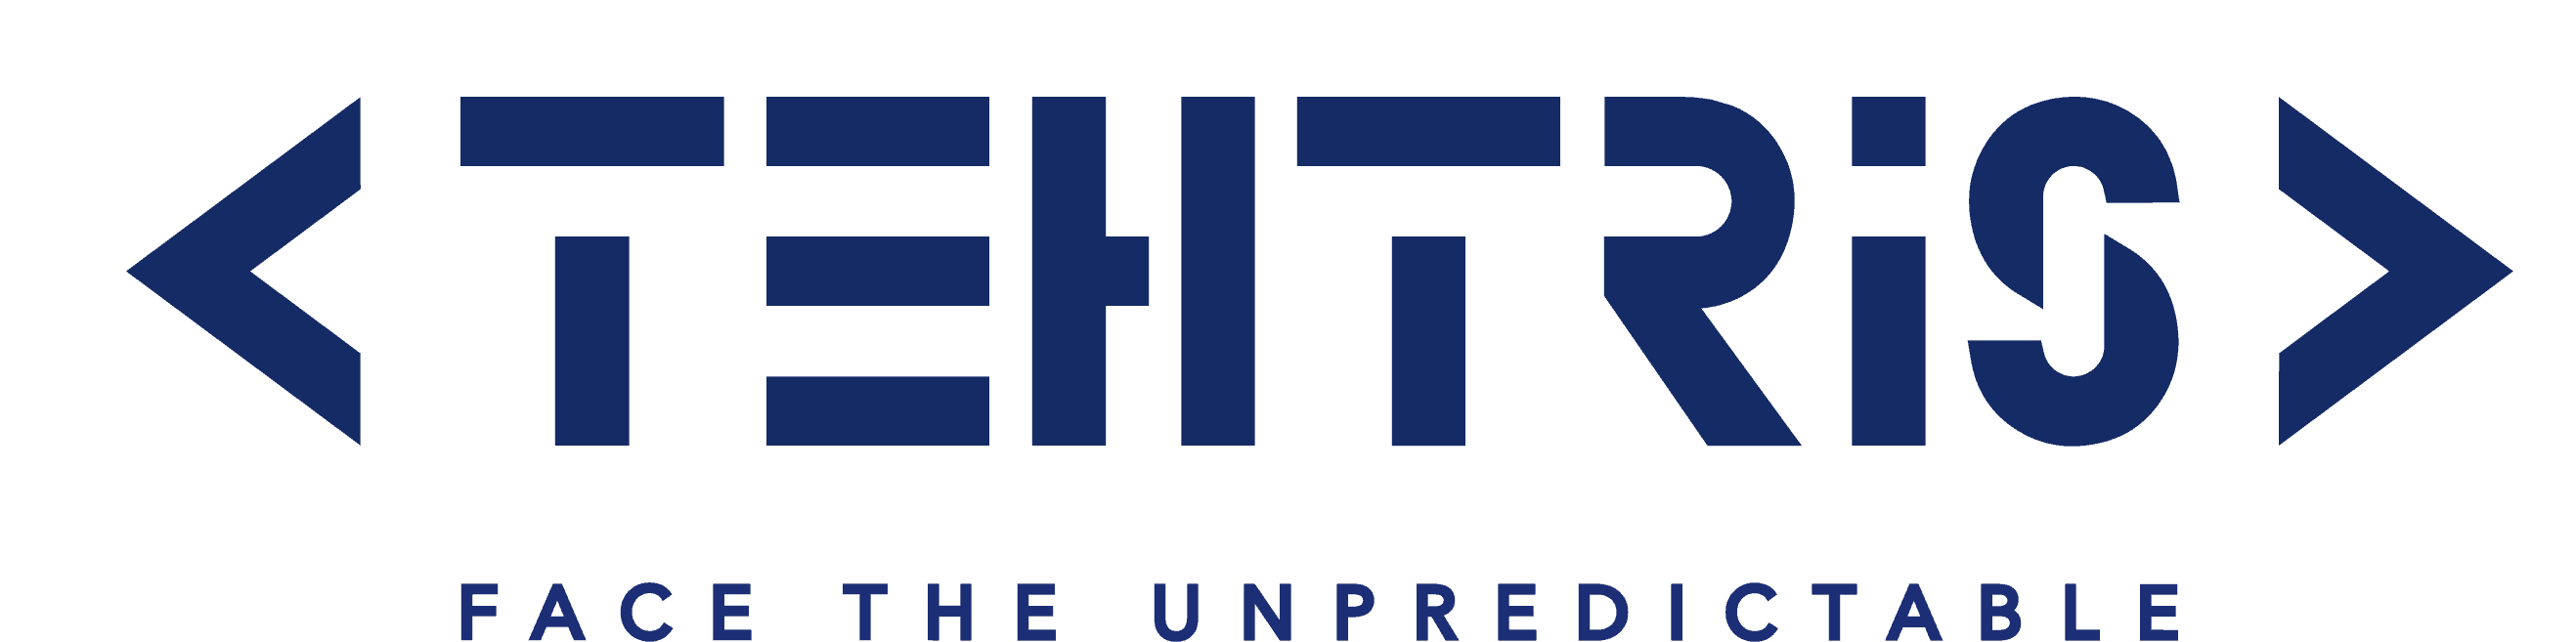 <TEHTRiS>
FACE THE UNPREDICTABLE